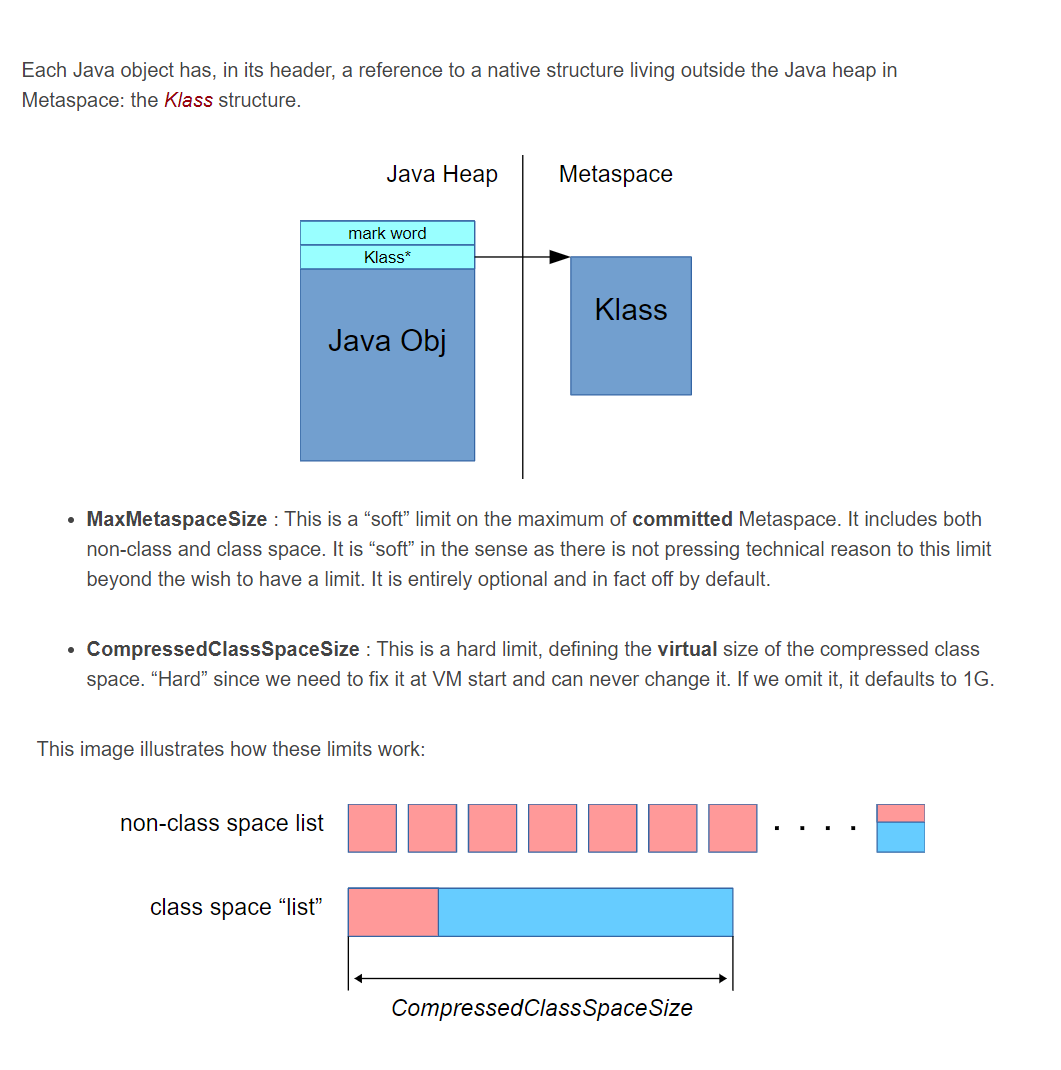 Each Java object has, in its header, a reference to a native structure living outside the Java heap in
Metaspace: the Klass structure.
Java Heap
Metaspace
mark word
Klass*
Klass
Java Obj
• MaxMetaspaceSize : This is a “soft” limit on the maximum of committed Metaspace. It includes both
non-class and class space. It is “soft” in the sense as there is not pressing technical reason to this limit
beyond the wish to have a limit. It is entirely optional and in fact off by default.
• CompressedClassSpaceSize : This is a hard limit, defining the virtual size of the compressed class
space. “Hard” since we need to fix it at VM start and can never change it. If we omit it, it defaults to 1G.
This image illustrates how these limits work:
non-class space list
. . . .
class space “list”
CompressedClassSpaceSize